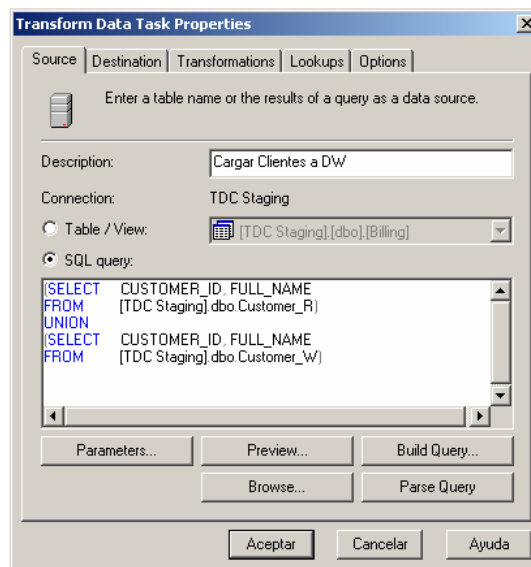 Transform Data Task Properties
Source Destination Transformations Lookups Options
Enter a table name or the results of a query as a data source.
Description: Cargar Clientes a DW
Connection: TDC Staging
Table / View: [TDC Staging].[dbo].[Billing]
SQL query:
(SELECT CUSTOMER_ID, FULL_NAME
FROM [TDC Staging].dbo.Customer_R)
UNION
(SELECT CUSTOMER_ID, FULL_NAME
FROM [TDC Staging].dbo.Customer_W)
Parameters... Preview... Build Query...
Browse... Parse Query
Aceptar Cancelar Ayuda